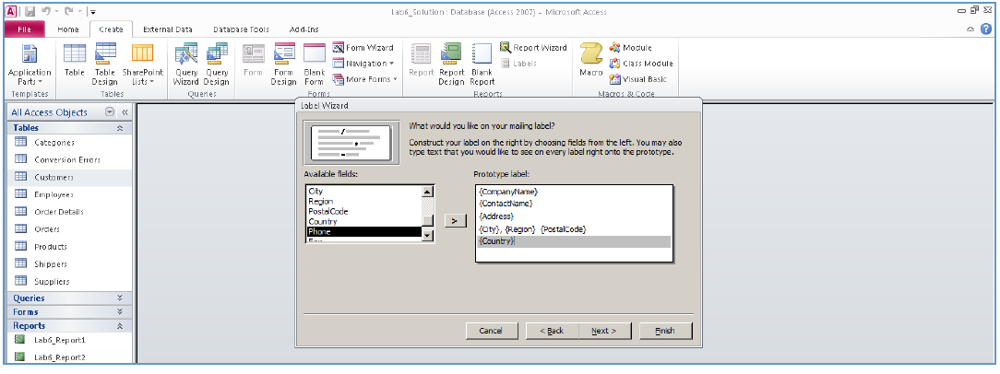 Lab6_Solution : Database (Access 2007) - Microsoft Access
File Home Create External Data Database Tools Add-Ins
Application Parts
Table
Table Design
SharePoint Lists
Query Wizard
Query Design
Form
Form Design
Blank Form
Form Wizard
Navigation
More Forms
Report
Report Design
Blank Report
Report Wizard
Labels
Macro
Module
Class Module
Visual Basic
Templates Tables Queries Forms Reports Macros & Code
All Access Objects
Tables
Categories
Conversion Errors
Customers
Employees
Order Details
Orders
Products
Shippers
Suppliers
Queries
Forms
Reports
Lab6_Report1
Lab6_Report2
Label Wizard
What would you like on your mailing label?
Construct your label on the right by choosing fields from the left. You may also
type text that you would like to see on every label right onto the prototype.
Available fields:
City
Region
PostalCode
Country
Phone
>
Prototype label:
{CompanyName}
{ContactName}
{Address}
{City}, {Region} {PostalCode}
{Country}
Cancel < Back Next > Finish